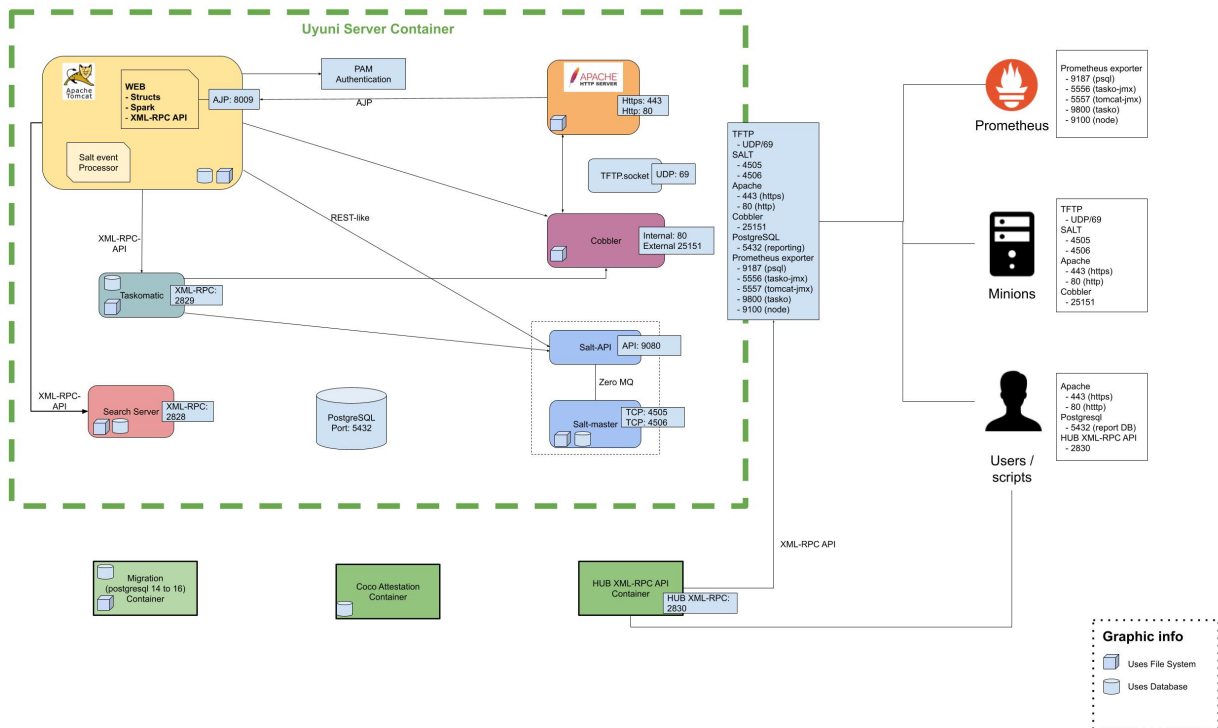 Uyuni Server Container
Apache
Tomcat
WEB
- Structs
- Spark
- XML-RPC API
AJP: 8009
Salt event
Processor
PAM
Authentication
AJP
APACHE
HTTP SERVER
Https: 443
Http: 80
TFTP.socket
UDP: 69
REST-like
Cobbler
Internal: 80
External 25151
XML-RPC-
API
Taskomatic
XML-RPC:
2829
Salt-API
API: 9080
Zero MQ
Salt-master
TCP: 4505
TCP: 4506
XML-RPC-
API
Search Server
XML-RPC:
2828
PostgreSQL
Port: 5432
TFTP
- UDP/69
SALT
- 4505
- 4506
Apache
- 443 (https)
- 80 (http)
Cobbler
- 25151
PostgreSQL
- 5432 (reporting)
Prometheus exporter
- 9187 (psql)
- 5556 (tasko-jmx)
- 5557 (tomcat-jmx)
- 9800 (tasko)
- 9100 (node)
Prometheus
Prometheus exporter
- 9187 (psql)
- 5556 (tasko-jmx)
- 5557 (tomcat-jmx)
- 9800 (tasko)
- 9100 (node)
Minions
TFTP
- UDP/69
SALT
- 4505
- 4506
Apache
- 443 (https)
- 80 (http)
Cobbler
- 25151
Users /
scripts
Apache
- 443 (https)
- 80 (htttp)
Postgresql
- 5432 (report DB)
HUB XML-RPC API
- 2830
XML-RPC API
Migration
(postgresql 14 to 16)
Container
Coco Attestation
Container
HUB XML-RPC API
Container
HUB XML-RPC:
2830
Graphic info
Uses File System
Uses Database